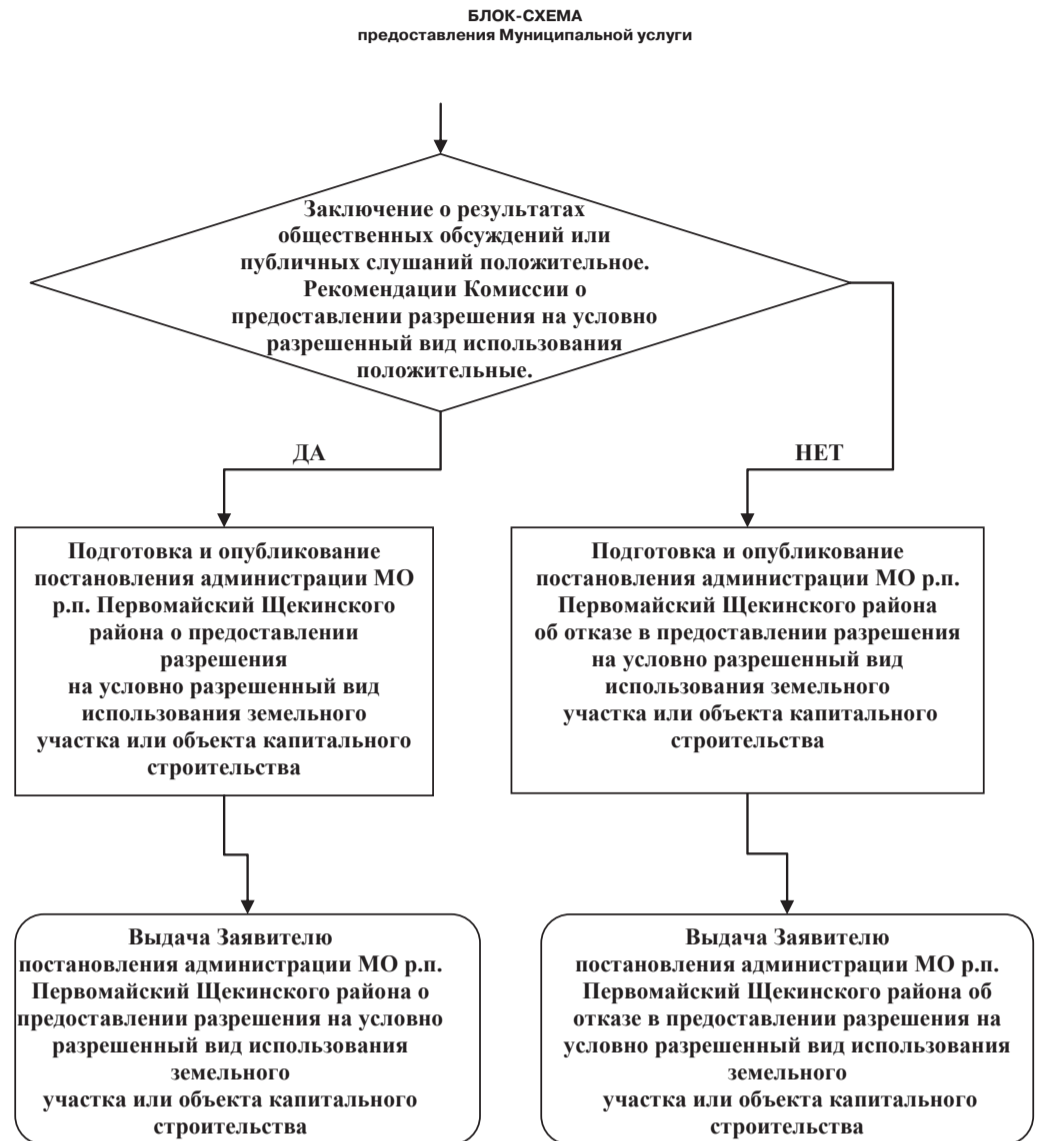 БЛОК-СХЕМА
предоставления Муниципальной услуги
Заключение о результатах
общественных обсуждений или
публичных слушаний положительное.
Рекомендации Комиссии о
предоставлении разрешения на условно
разрешенный вид использования
положительные.
ДА
НЕТ
Подготовка и опубликование
постановления администрации МО
р.п. Первомайский Щекинского
района о предоставлении
разрешения
на условно разрешенный вид
использования земельного
участка или объекта капитального
строительства
Подготовка и опубликование
постановления администрации МО р.п.
Первомайский Щекинского района
об отказе в предоставлении разрешения
на условно разрешенный вид
использования земельного
участка или объекта капитального
строительства
Выдача Заявителю
постановления администрации МО р.п.
Первомайский Щекинского района о
предоставлении разрешения на условно
разрешенный вид использования
земельного
участка или объекта капитального
строительства
Выдача Заявителю
постановления администрации МО р.п.
Первомайский Щекинского района об
отказе в предоставлении разрешения на
условно разрешенный вид использования
земельного
участка или объекта капитального
строительства